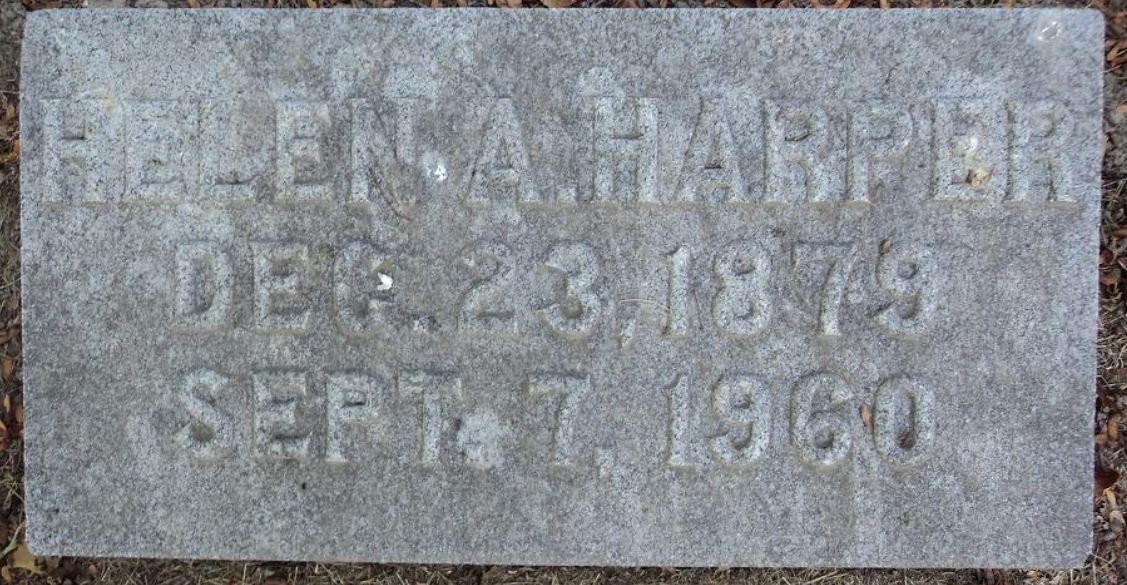 HELEN. A. HARPER
DEC. 23, 1879
SEPT. 7, 1960